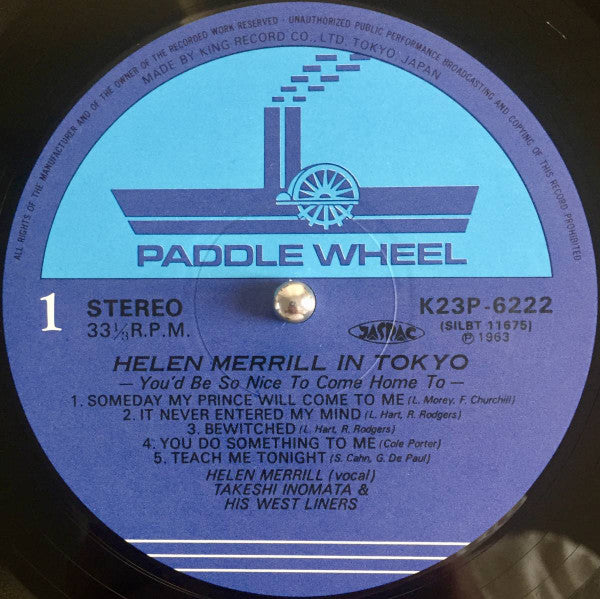 ALL RIGHTS OF THE MANUFACTURER AND OF THE OWNER OF THE RECORDED WORK RESERVED · UNAUTHORIZED PUBLIC PERFORMANCE BROADCASTING AND COPYING OF THIS RECORD PROHIBITED.
MADE BY KING RECORD CO., LTD. TOKYO JAPAN
PADDLE WHEEL
1 STEREO
33⅓ R.P.M.
JASRAC
K23P-6222
(SILBT 11675)
Ⓟ 1963
HELEN MERRILL IN TOKYO
— You'd Be So Nice To Come Home To —
1. SOMEDAY MY PRINCE WILL COME TO ME (L. Morey, F. Churchill)
2. IT NEVER ENTERED MY MIND (L. Hart, R. Rodgers)
3. BEWITCHED (L. Hart, R. Rodgers)
4. YOU DO SOMETHING TO ME (Cole Porter)
5. TEACH ME TONIGHT (S. Cahn, G. De Paul)
HELEN MERRILL (vocal)
TAKESHI INOMATA &
HIS WEST LINERS